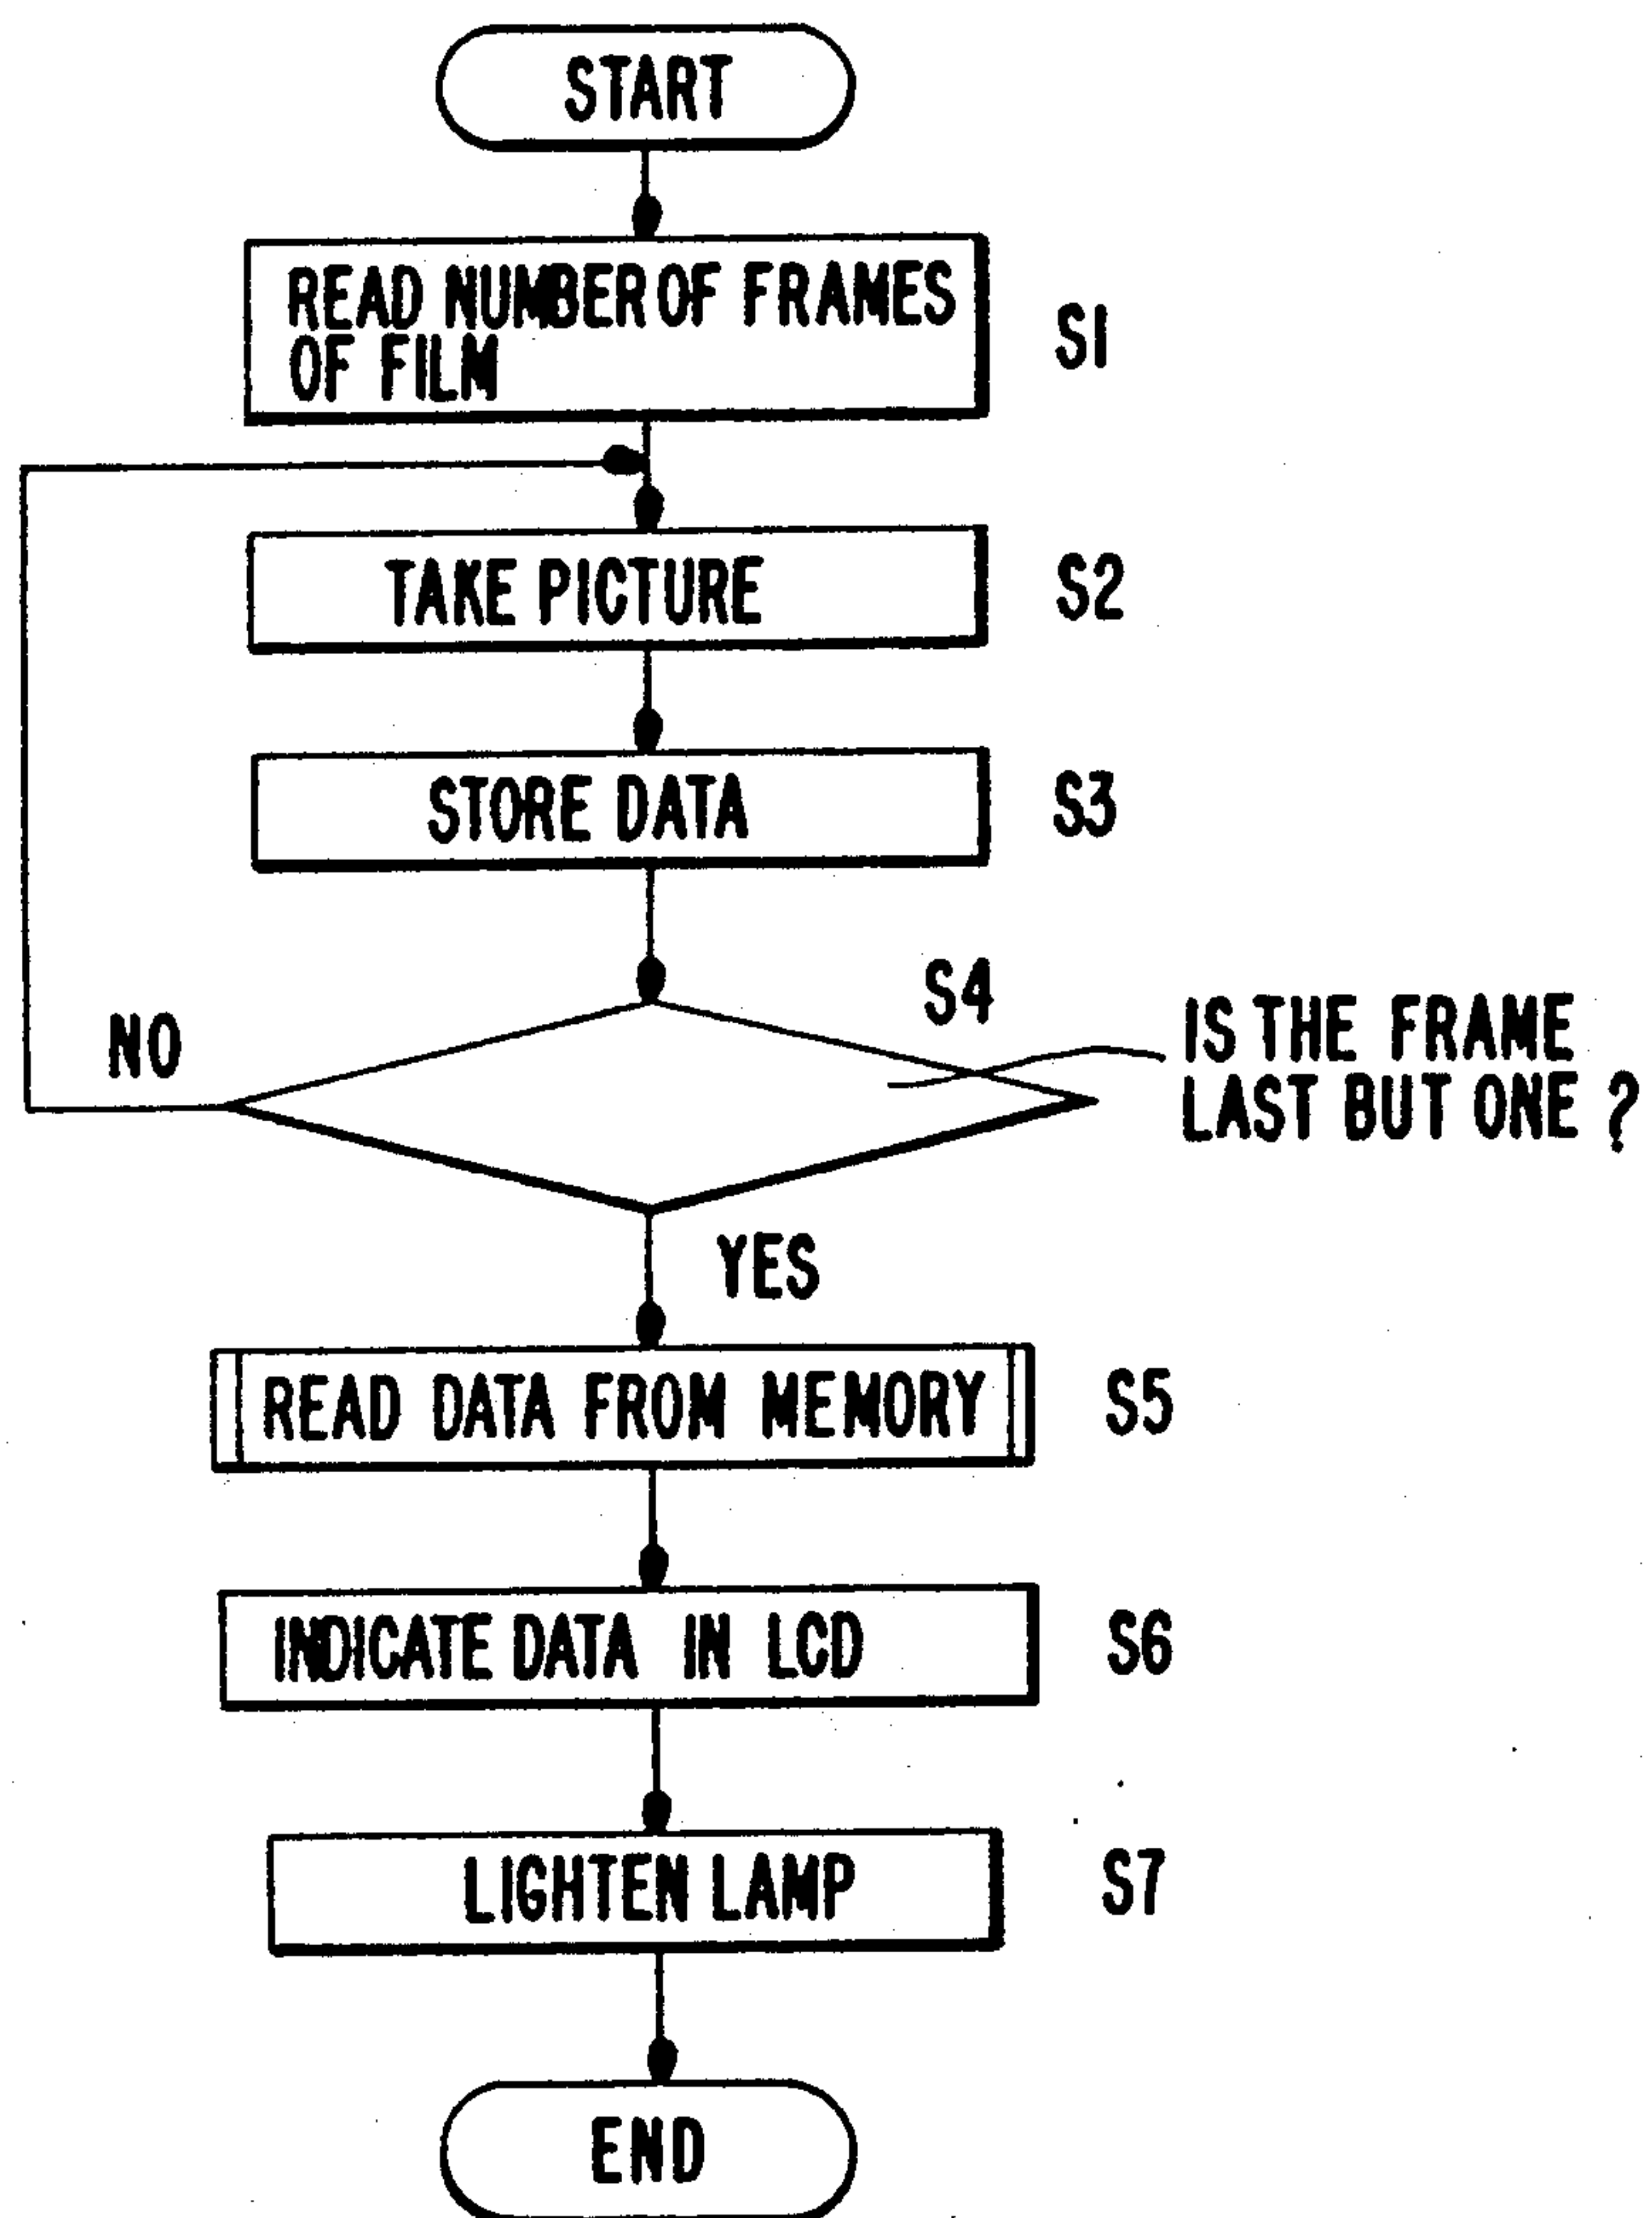 START
READ NUMBER OF FRAMES
OF FILM
S1
TAKE PICTURE
S2
STORE DATA
S3
S4
IS THE FRAME
LAST BUT ONE ?
NO
YES
READ DATA FROM MEMORY
S5
INDICATE DATA IN LCD
S6
LIGHTEN LAMP
S7
END